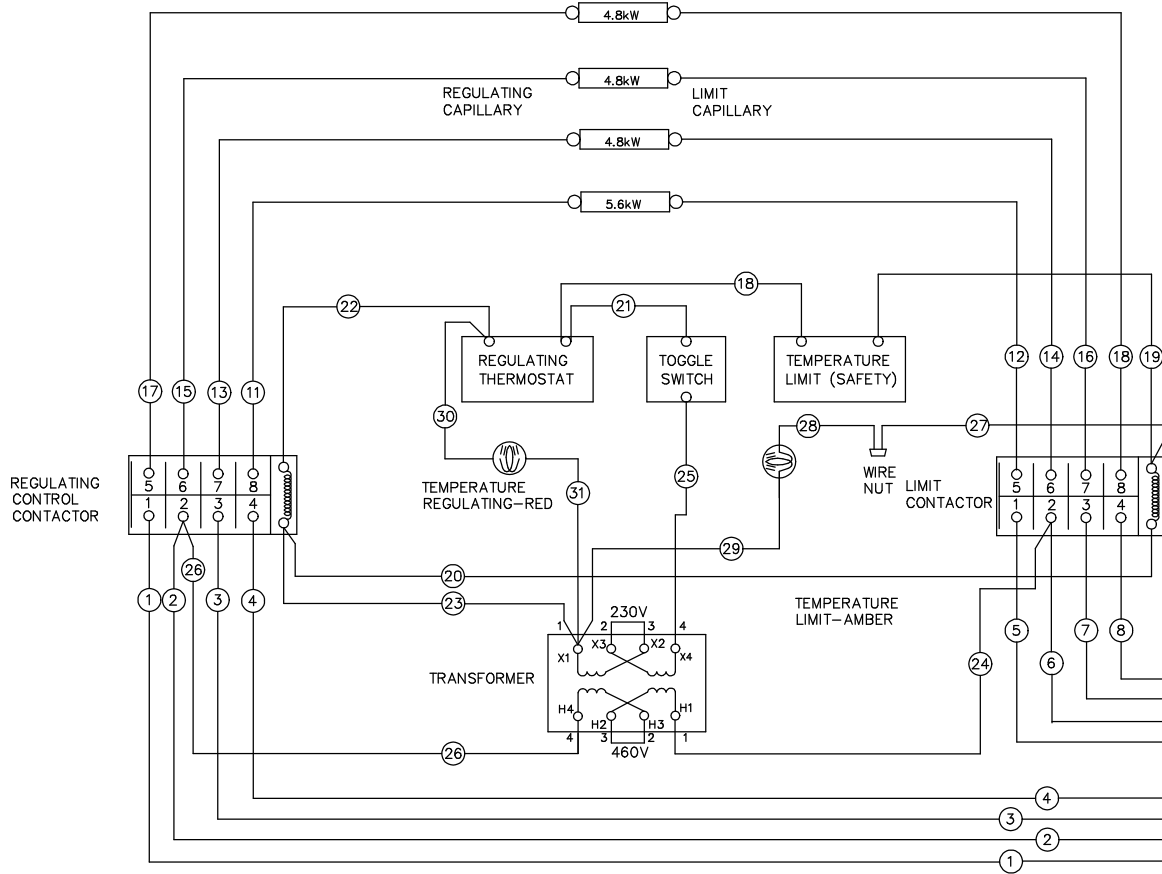 4.8kW
4.8kW
REGULATING
CAPILLARY
LIMIT
CAPILLARY
4.8kW
5.6kW
18
22
21
REGULATING
THERMOSTAT
TOGGLE
SWITCH
TEMPERATURE
LIMIT (SAFETY)
12
14
16
18
19
17
15
13
11
30
28
27
REGULATING
CONTROL
CONTACTOR
5
6
7
8
1
2
3
4
TEMPERATURE
REGULATING-RED
31
25
WIRE
NUT
LIMIT
CONTACTOR
5
6
7
8
1
2
3
4
29
26
20
1
2
3
4
23
TEMPERATURE
LIMIT-AMBER
230V
1
2
3
4
X1
X3
X2
X4
5
6
7
8
24
TRANSFORMER
H4
H2
H3
H1
4
3
2
1
460V
26
4
3
2
1